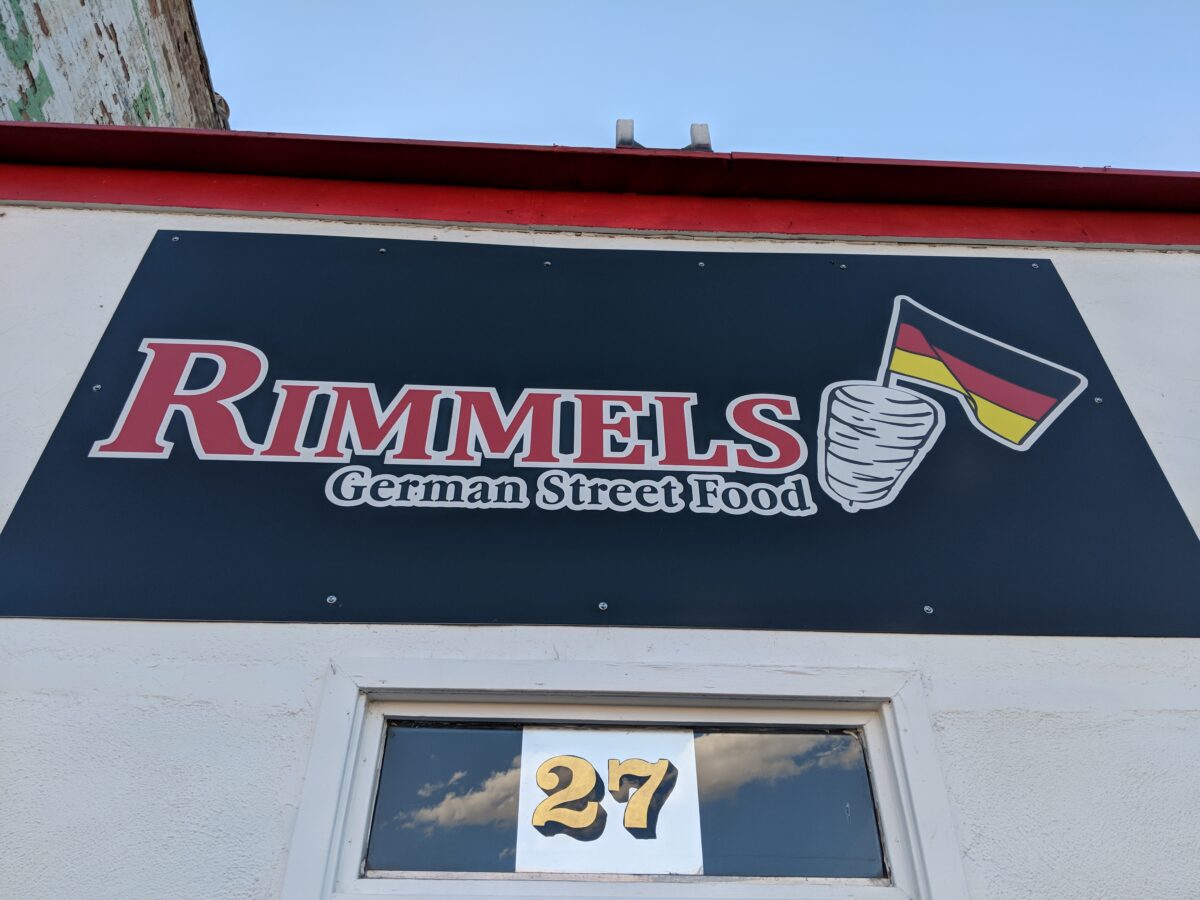 RIMMELS
German Street Food
27